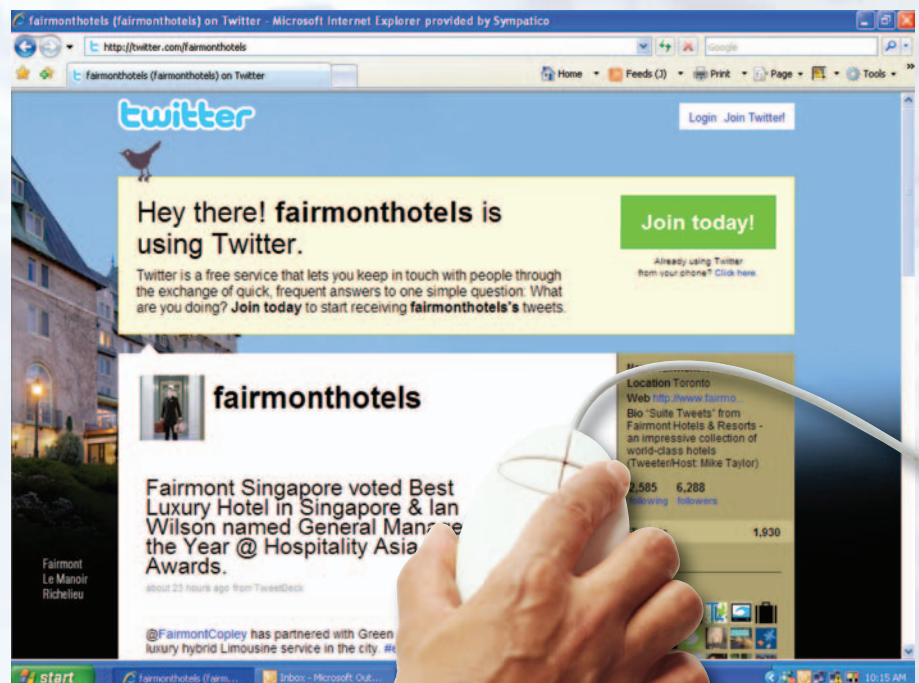 fairmonthotels (fairmonthotels) on Twitter - Microsoft Internet Explorer provided by Sympatico
http://twitter.com/fairmonthotels
Google
fairmonthotels (fairmonthotels) on Twitter
Home
Feeds (J)
Print
Page
Tools
twitter
Login Join Twitter!
Hey there! fairmonthotels is
using Twitter.
Twitter is a free service that lets you keep in touch with people through
the exchange of quick, frequent answers to one simple question: What
are you doing? Join today to start receiving fairmonthotels's tweets.
Join today!
Already using Twitter
from your phone? Click here.
fairmonthotels
Fairmont Singapore voted Best
Luxury Hotel in Singapore & Ian
Wilson named General Manage
the Year @ Hospitality Asia
Awards.
about 23 hours ago from TweetDeck
@FairmontCopley has partnered with Green
luxury hybrid Limousine service in the city.
Location Toronto
Web http://www.fairmo...
Bio "Suite Tweets" from
Fairmont Hotels & Resorts -
an impressive collection of
world-class hotels
(Tweeter/Host: Mike Taylor)
2,585 6,288
following followers
1,930
Fairmont
Le Manoir
Richelieu
start
fairmonthotels (fairm...
Inbox - Microsoft Out...
10:15 AM